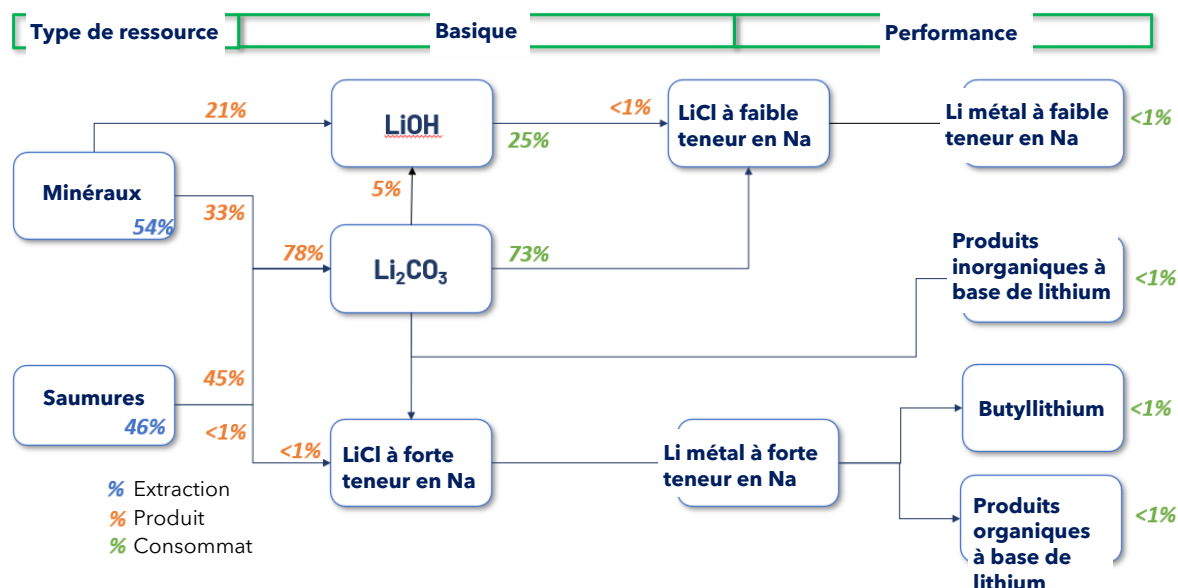 Type de ressource
Basique
Performance
21%
LiOH
25%
<1%
LiCl à faible
teneur en Na
Li métal à faible
teneur en Na
<1%
Minéraux
54%
33%
5%
78%
Li₂CO₃
73%
Produits
inorganiques à
base de lithium
<1%
Saumures
46%
45%
<1%
<1%
LiCl à forte
teneur en Na
Li métal à forte
teneur en Na
Butyllithium
<1%
Produits
organiques
à base de
lithium
<1%
% Extraction
% Produit
% Consommat